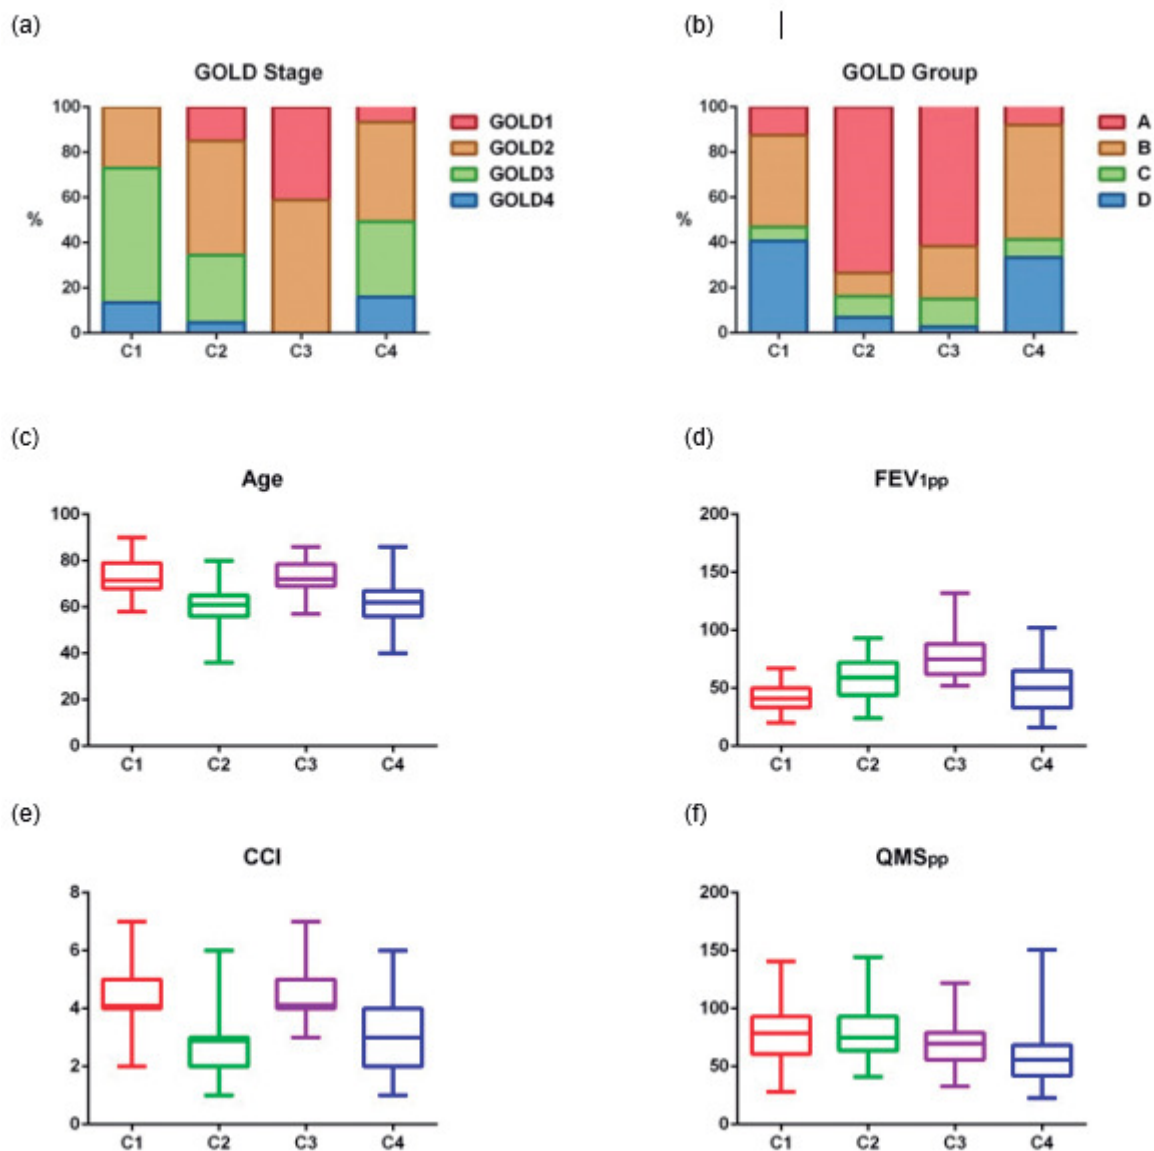 (a)
GOLD Stage
100
80
60
40
20
0
%
C1 C2 C3 C4
GOLD1
GOLD2
GOLD3
GOLD4
(b)
GOLD Group
100
80
60
40
20
0
%
C1 C2 C3 C4
A
B
C
D
(c)
Age
100
80
60
40
20
0
C1 C2 C3 C4
(d)
FEV1pp
200
150
100
50
0
C1 C2 C3 C4
(e)
CCI
8
6
4
2
0
C1 C2 C3 C4
(f)
QMSpp
200
150
100
50
0
C1 C2 C3 C4